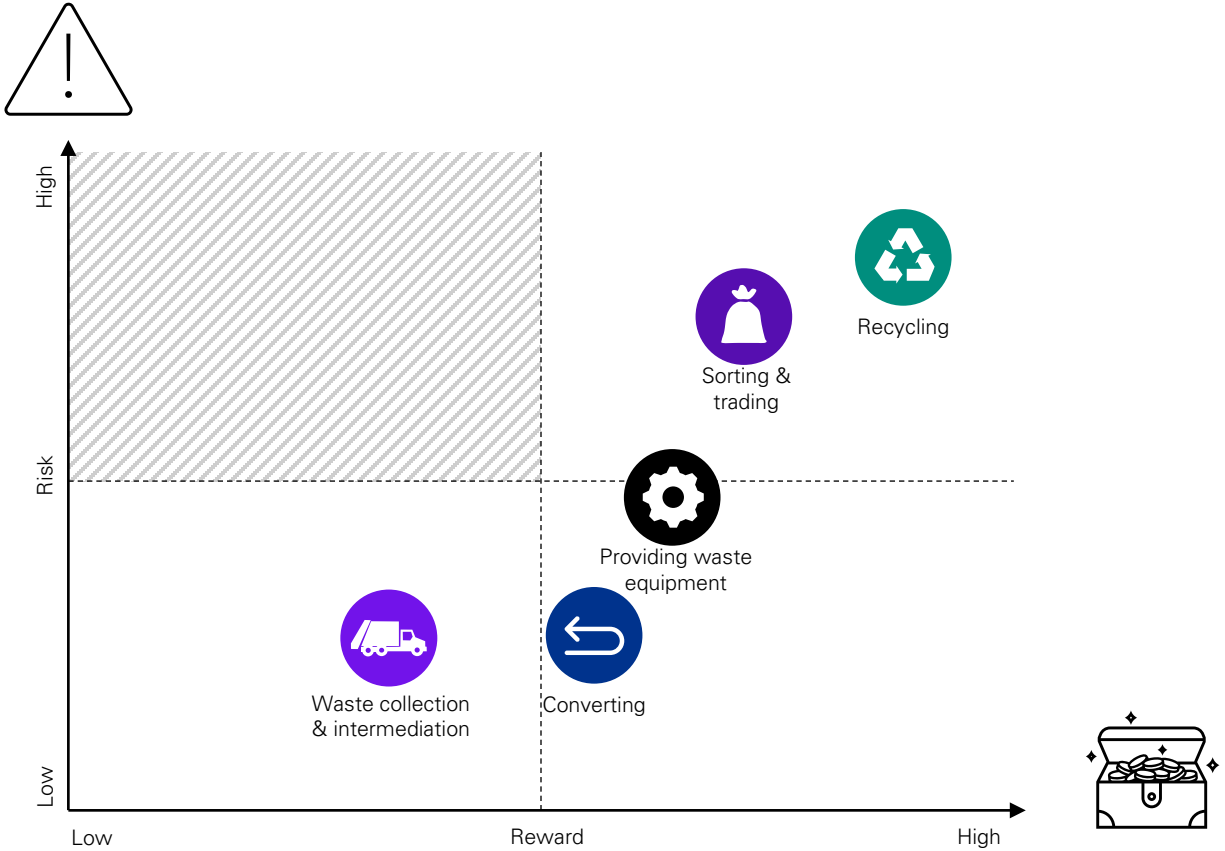 High
Recycling
Sorting &
trading
Risk
Providing waste
equipment
Waste collection
& intermediation
Converting
Low
Low
Reward
High